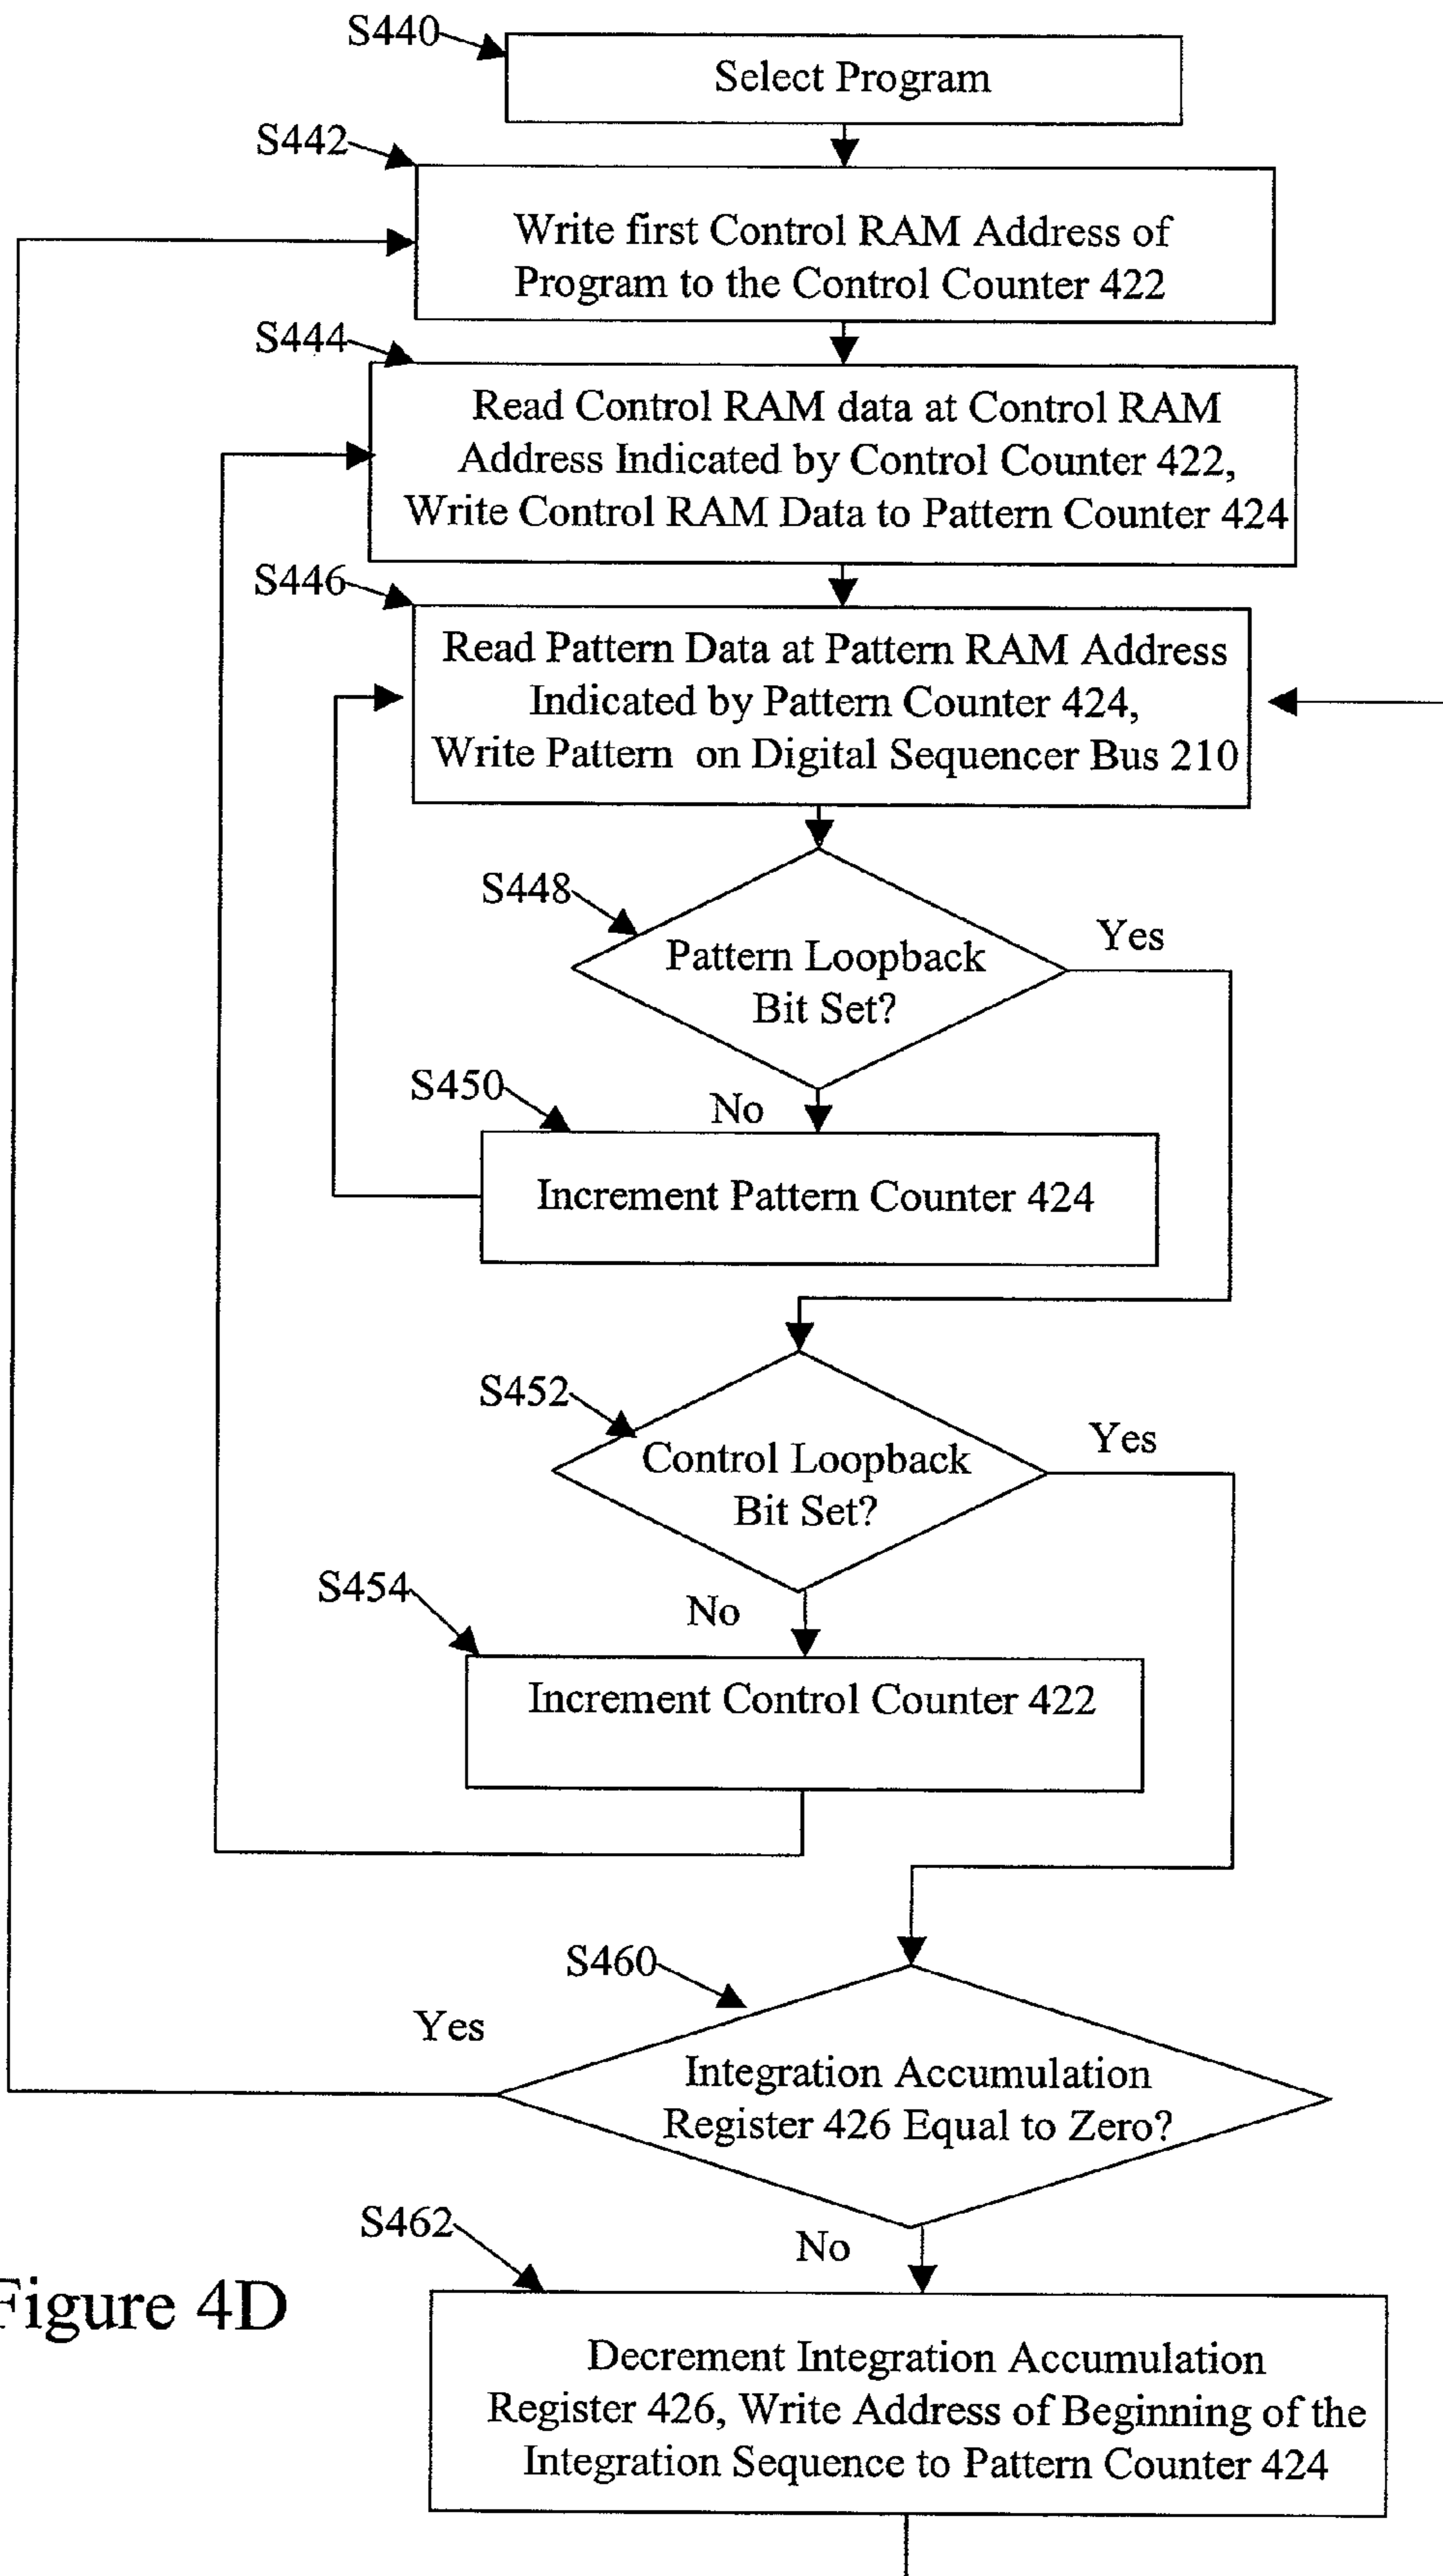 S440
Select Program
S442
Write first Control RAM Address of
Program to the Control Counter 422
S444
Read Control RAM data at Control RAM
Address Indicated by Control Counter 422,
Write Control RAM Data to Pattern Counter 424
S446
Read Pattern Data at Pattern RAM Address
Indicated by Pattern Counter 424,
Write Pattern on Digital Sequencer Bus 210
S448
Pattern Loopback
Bit Set?
Yes
S450
No
Increment Pattern Counter 424
S452
Control Loopback
Bit Set?
Yes
S454
No
Increment Control Counter 422
S460
Yes
Integration Accumulation
Register 426 Equal to Zero?
S462
No
Figure 4D
Decrement Integration Accumulation
Register 426, Write Address of Beginning of the
Integration Sequence to Pattern Counter 424